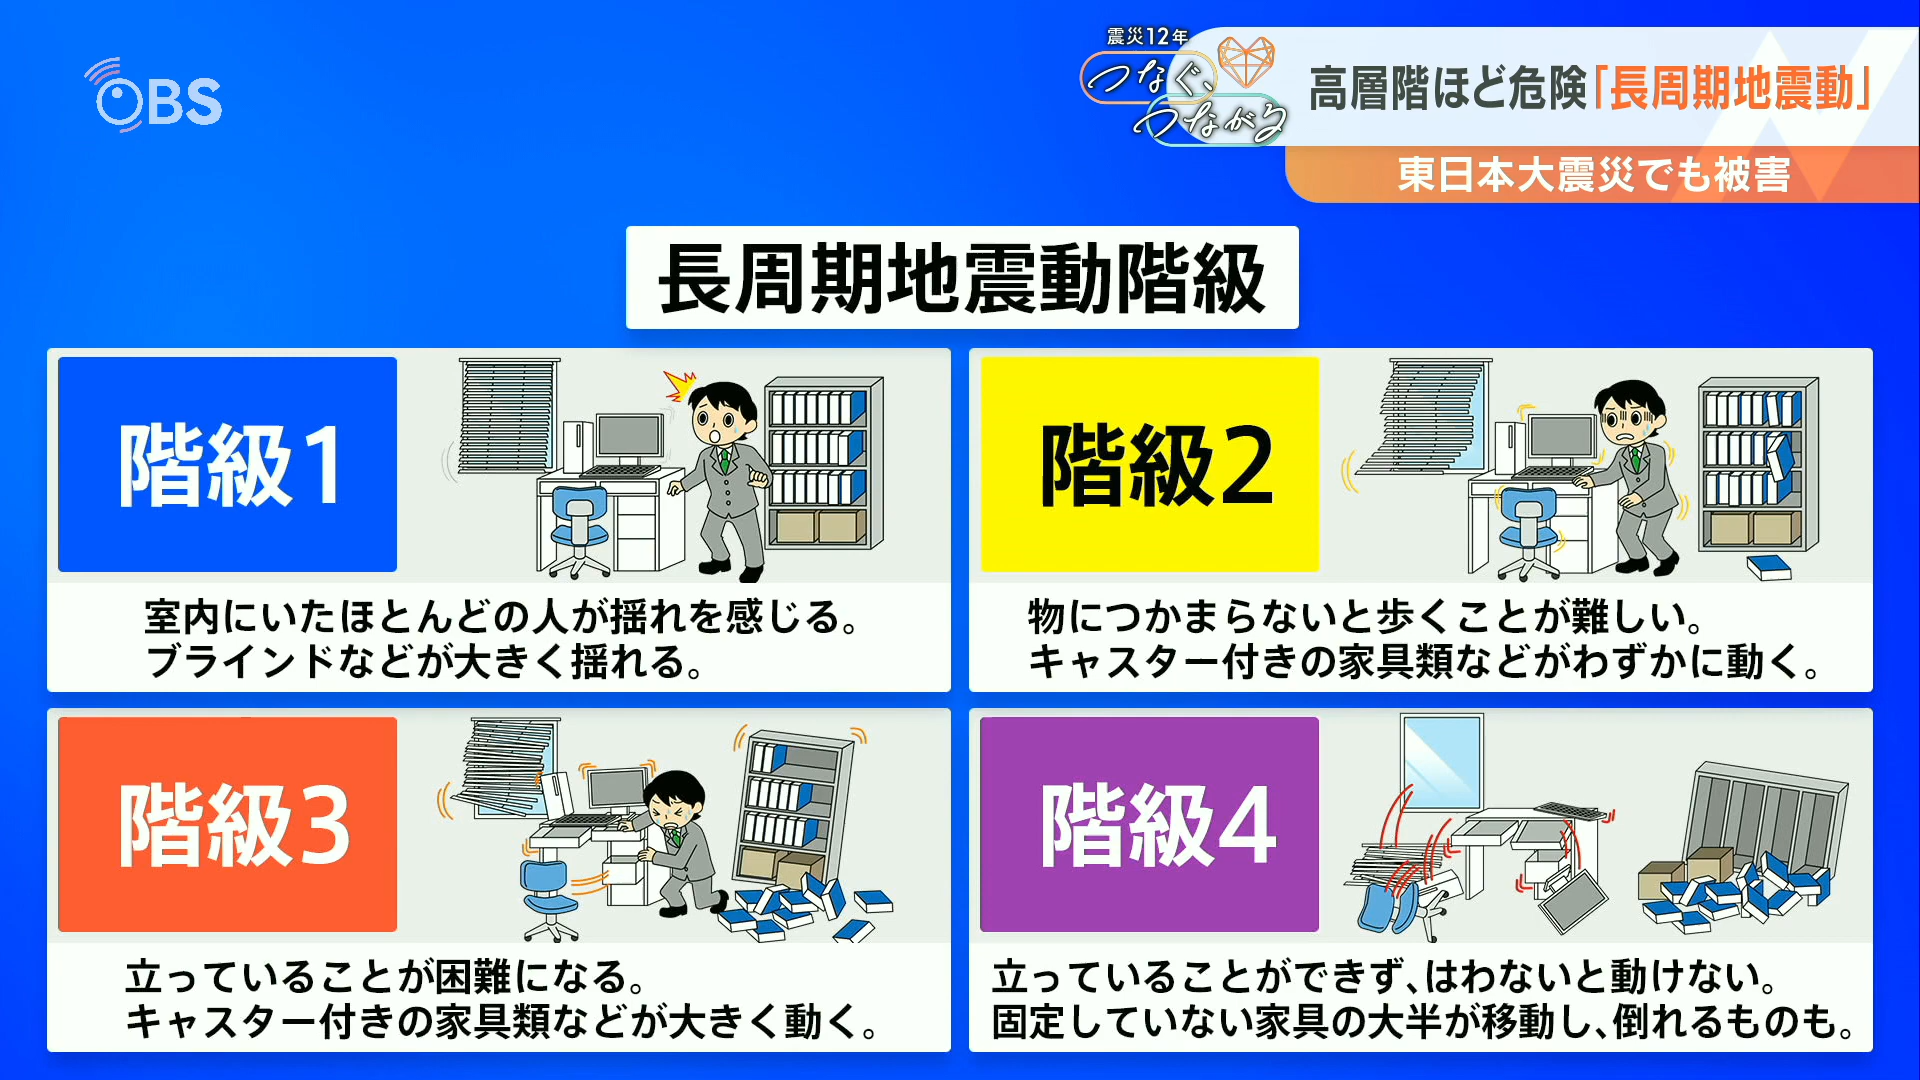 OBS
震災12年
つなぐ、
つながる
高層階ほど危険「長周期地震動」
東日本大震災でも被害
長周期地震動階級
階級1
室内にいたほとんどの人が揺れを感じる。
ブラインドなどが大きく揺れる。
階級2
物につかまらないと歩くことが難しい。
キャスター付きの家具類などがわずかに動く。
階級3
立っていることが困難になる。
キャスター付きの家具類などが大きく動く。
階級4
立っていることができず、はわないと動けない。
固定していない家具の大半が移動し、倒れるものも。